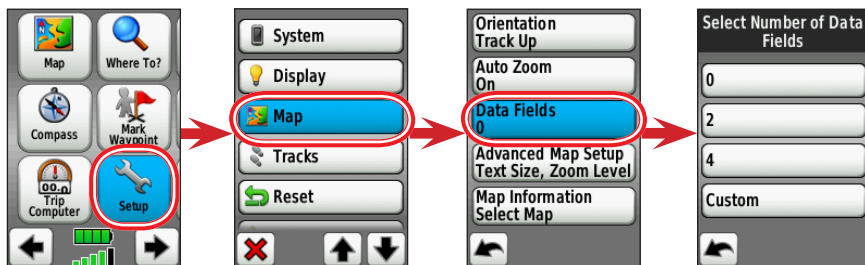 Map
Where To?
Compass
Mark
Waypoint
Trip
Computer
Setup
System
Display
Map
Tracks
Reset
Orientation
Track Up
Auto Zoom
On
Data Fields
0
Advanced Map Setup
Text Size, Zoom Level
Map Information
Select Map
Select Number of Data
Fields
0
2
4
Custom